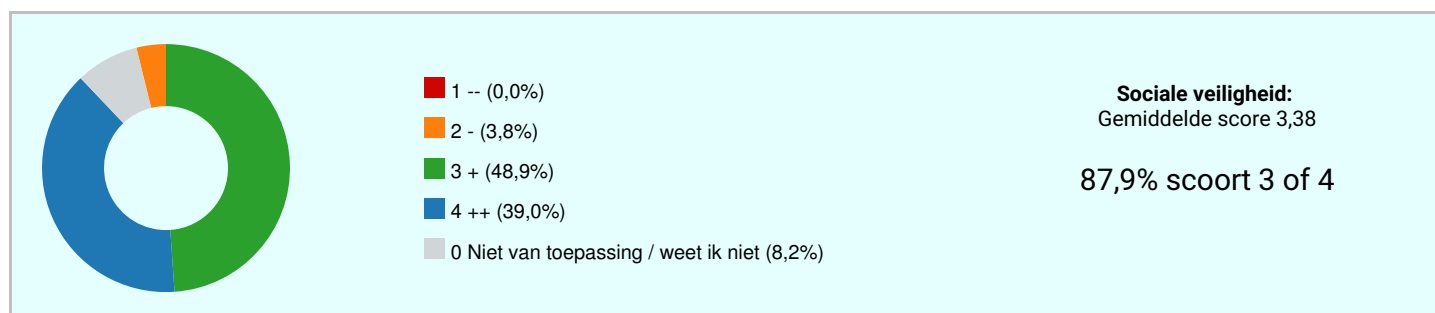 1 -- (0,0%)
2 - (3,8%)
3 + (48,9%)
4 ++ (39,0%)
0 Niet van toepassing / weet ik niet (8,2%)
Sociale veiligheid:
Gemiddelde score 3,38
87,9% scoort 3 of 4